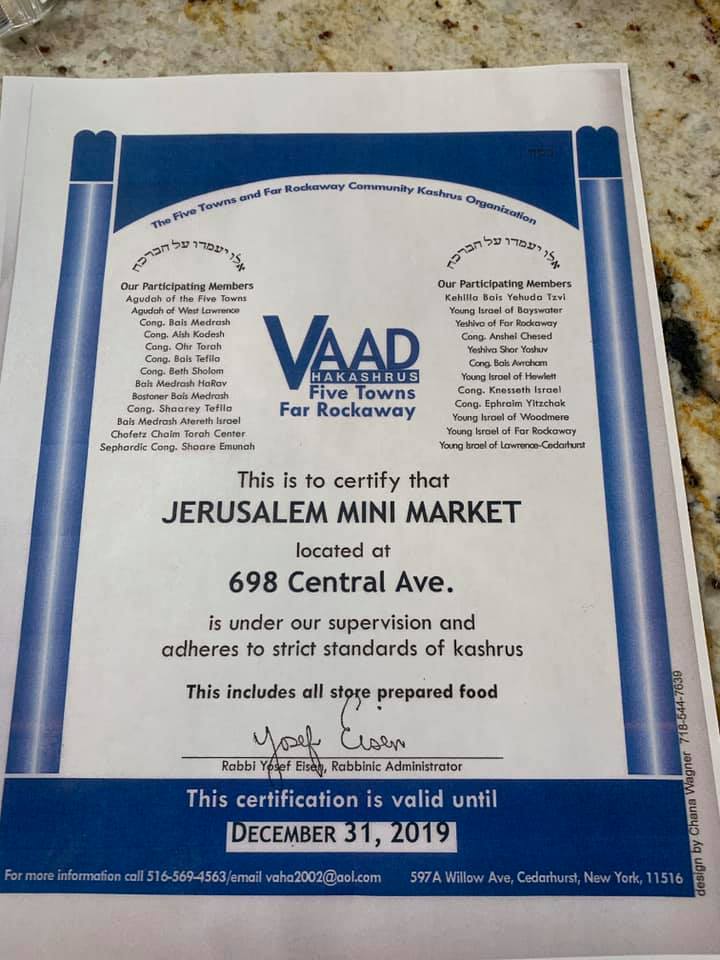 The Five Towns and Far Rockaway Community Kashrus Organization
אלו יעמדו על הברכה
Our Participating Members
Agudah of the Five Towns
Agudah of West Lawrence
Cong. Bais Medrash
Cong. Aish Kodesh
Cong. Ohr Torah
Cong. Bais Tefila
Cong. Beth Sholom
Bais Medrash HaRav
Bostoner Bais Medrash
Cong. Shaarey Tefila
Bais Medrash Atereth Israel
Chofetz Chaim Torah Center
Sephardic Cong. Shaare Emunah
אלו יעמדו על הברכה
Our Participating Members
Kehilla Bais Yehuda Tzvi
Young Israel of Bayswater
Yeshiva of Far Rockaway
Cong. Anshei Chesed
Yeshiva Shor Yoshuv
Cong. Bais Avraham
Young Israel of Hewlett
Cong. Knesseth Israel
Cong. Ephraim Yitzchak
Young Israel of Woodmere
Young Israel of Far Rockaway
Young Israel of Lawrence-Cedarhurst
VAAD
HAKASHRUS
Five Towns
Far Rockaway
This is to certify that
JERUSALEM MINI MARKET
located at
698 Central Ave.
is under our supervision and
adheres to strict standards of kashrus
This includes all store prepared food
Yosef Eisen
Rabbi Yosef Eisen, Rabbinic Administrator
This certification is valid until
DECEMBER 31, 2019
For more information call 516-569-4563/email vaha2002@aol.com
597A Willow Ave, Cedarhurst, New York, 11516
design by Chana Wagner 718-544-7639